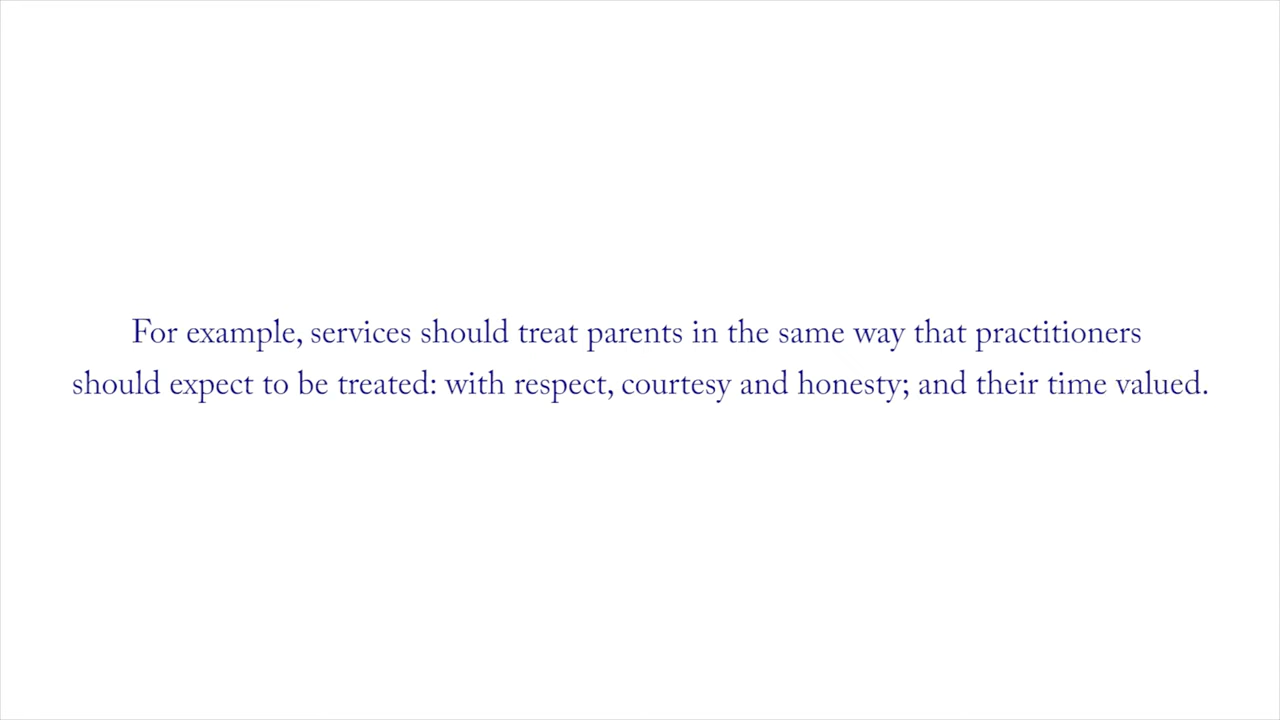 For example, services should treat parents in the same way that practitioners
should expect to be treated: with respect, courtesy and honesty; and their time valued.